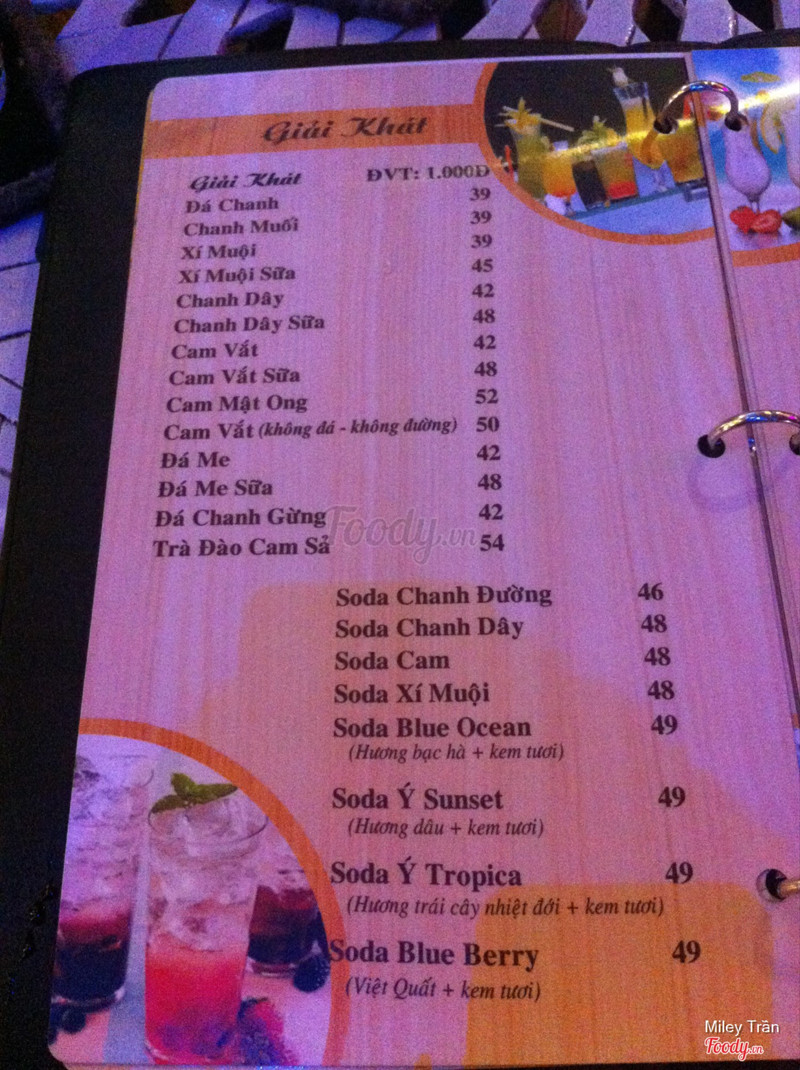 Giải Khát
Giải Khát ĐVT: 1.000Đ
Đá Chanh 39
Chanh Muối 39
Xí Muội 39
Xí Muội Sữa 45
Chanh Dây 42
Chanh Dây Sữa 48
Cam Vắt 42
Cam Vắt Sữa 48
Cam Mật Ong 52
Cam Vắt (không đá - không đường) 50
Đá Me 42
Đá Me Sữa 48
Đá Chanh Gừng 42
Trà Đào Cam Sả 54
Foody.vn
Soda Chanh Đường 46
Soda Chanh Dây 48
Soda Cam 48
Soda Xí Muội 48
Soda Blue Ocean 49
(Hương bạc hà + kem tươi)
Soda Ý Sunset 49
(Hương dâu + kem tươi)
Soda Ý Tropica 49
(Hương trái cây nhiệt đới + kem tươi)
Soda Blue Berry 49
(Việt Quất + kem tươi)
Miley Trần
Foody.vn